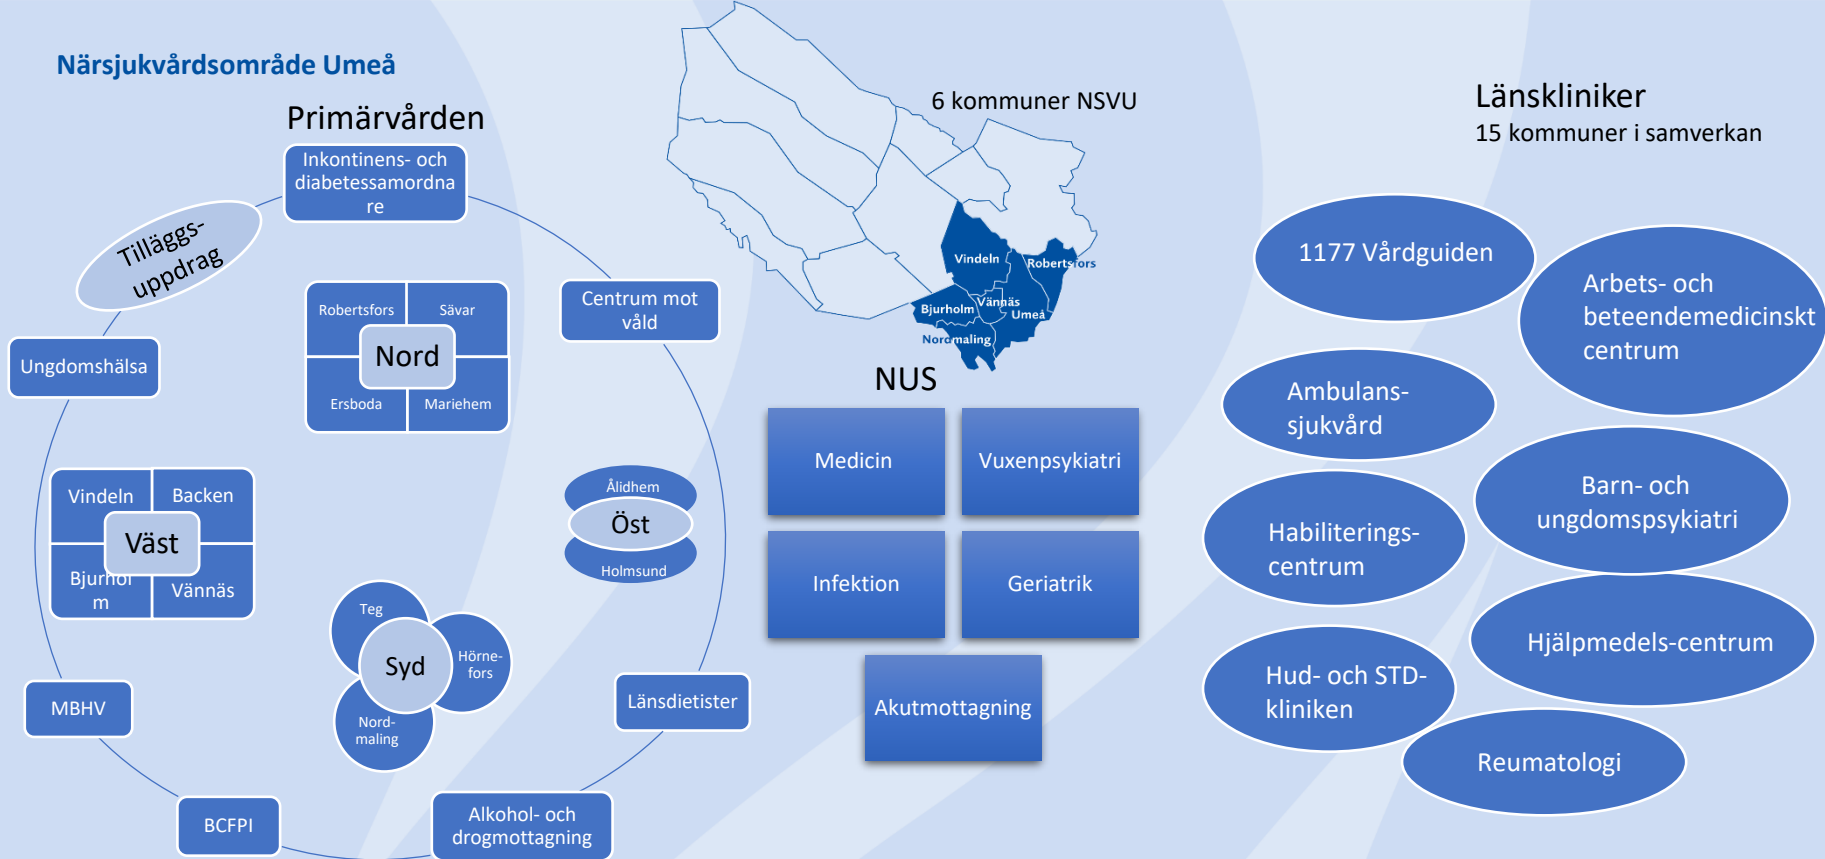 Närsjukvårdsområde Umeå
Primärvården
Inkontinens- och
diabetessamordna
re
Tilläggs-
uppdrag
Centrum mot
våld
Ungdomshälsa
Robertsfors
Sävar
Nord
Ersboda
Mariehem
Vindeln
Backen
Väst
Bjurhol
m
Vännäs
Ålidhem
Öst
Holmsund
Teg
Syd
Hörne-
fors
Nord-
maling
MBHV
Länsdietister
BCFPI
Alkohol- och
drogmottagning
6 kommuner NSVU
Vindeln
Robertsfors
Bjurholm
Vännäs
Umeå
Nordmaling
NUS
Medicin
Vuxenpsykiatri
Infektion
Geriatrik
Akutmottagning
Länskliniker
15 kommuner i samverkan
1177 Vårdguiden
Arbets- och
beteendemedicinskt
centrum
Ambulans-
sjukvård
Barn- och
ungdomspsykiatri
Habiliterings-
centrum
Hjälpmedels-centrum
Hud- och STD-
kliniken
Reumatologi